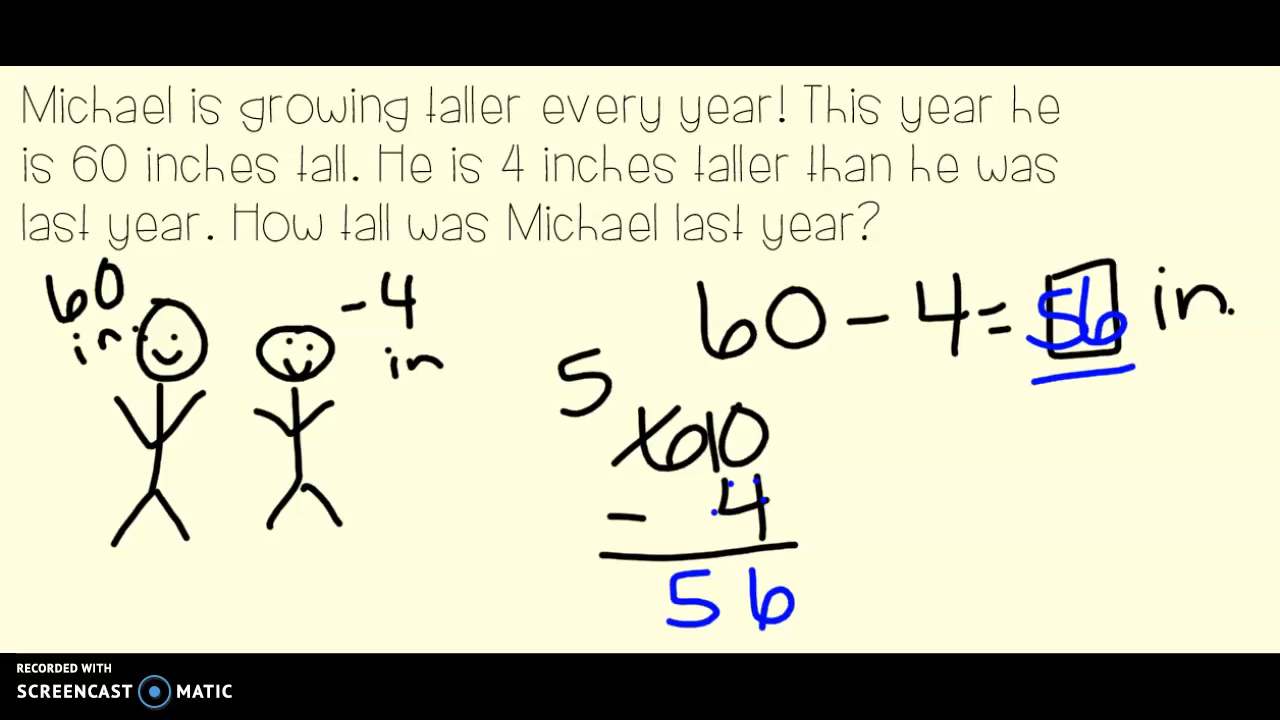 Michael is growing taller every year! This year he
is 60 inches tall. He is 4 inches taller than he was
last year. How tall was Michael last year?
60
in
-4
in
60 - 4 = 56 in.
5
6 10
- 4
56
RECORDED WITH
SCREENCAST MATIC